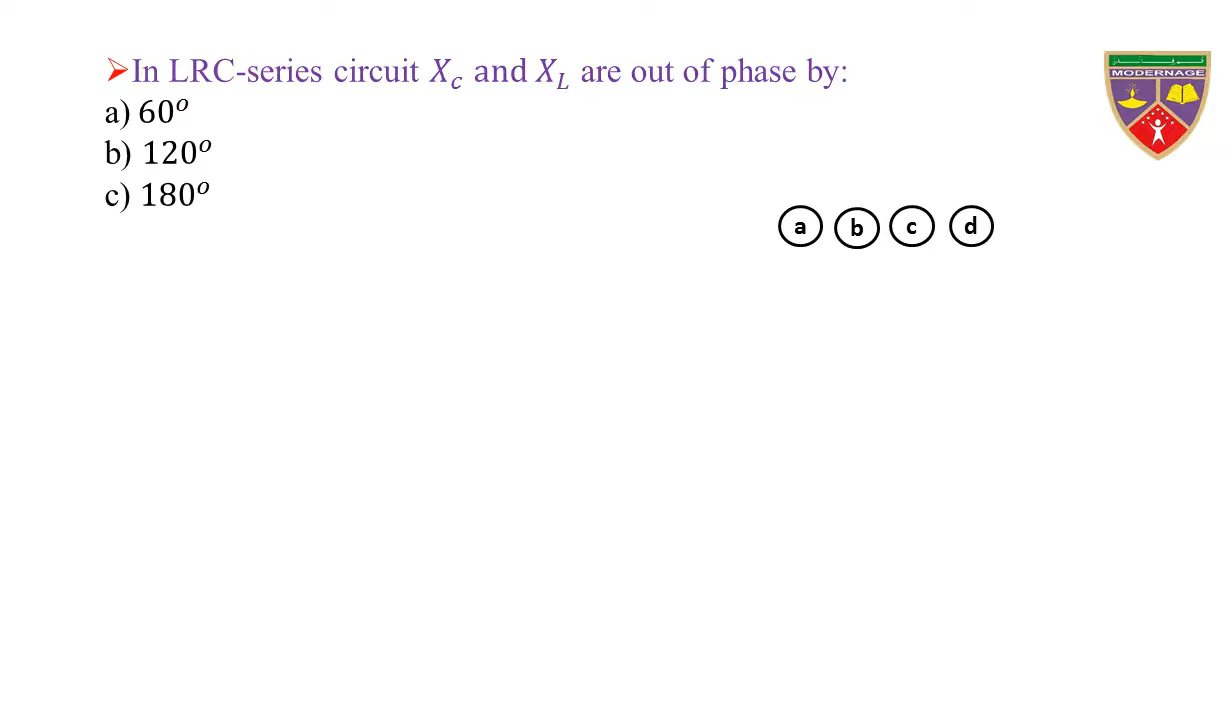 ➢In LRC-series circuit X_c and X_L are out of phase by:
a) 60°
b) 120°
c) 180°
a b c d
MODERNAGE